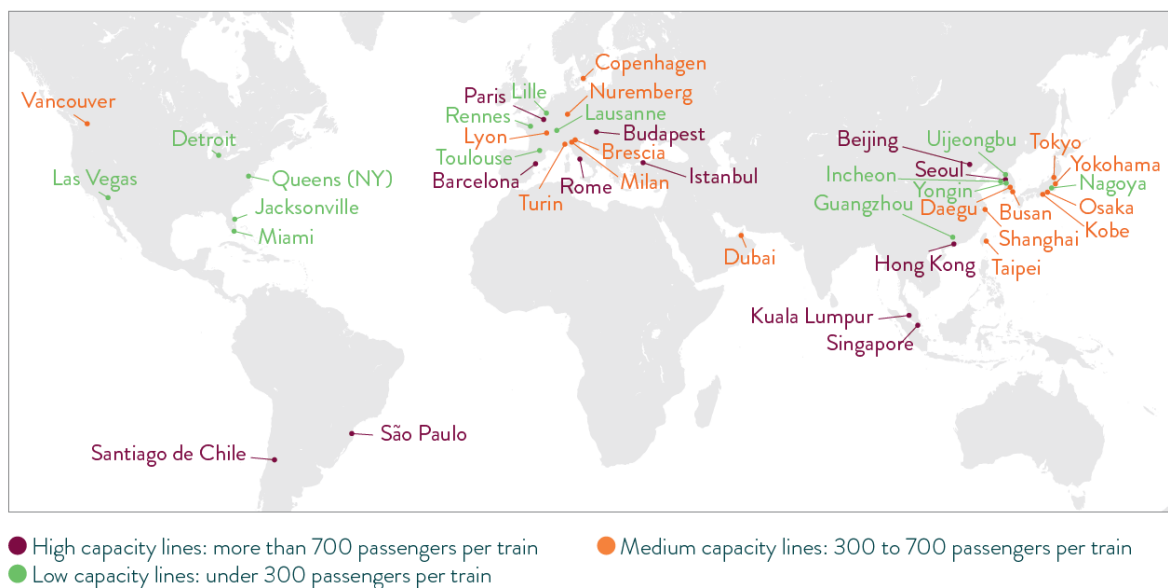 Copenhagen
Vancouver
Paris
Lille
Nuremberg
Rennes
Lausanne
Lyon
Budapest
Detroit
Toulouse
Brescia
Barcelona
Rome
Milan
Istanbul
Turin
Las Vegas
Queens (NY)
Jacksonville
Miami
Beijing
Uijeongbu
Tokyo
Seoul
Yokohama
Incheon
Yongin
Nagoya
Guangzhou
Daegu
Busan
Osaka
Shanghai
Kobe
Dubai
Hong Kong
Taipei
Kuala Lumpur
Singapore
São Paulo
Santiago de Chile
High capacity lines: more than 700 passengers per train
Medium capacity lines: 300 to 700 passengers per train
Low capacity lines: under 300 passengers per train